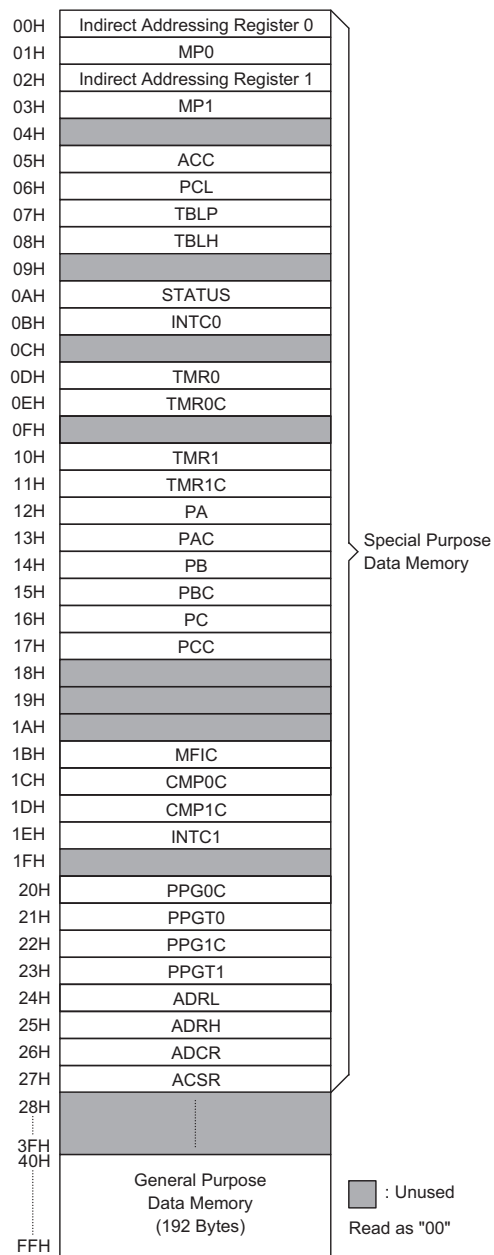 00H Indirect Addressing Register 0
01H MP0
02H Indirect Addressing Register 1
03H MP1
04H
05H ACC
06H PCL
07H TBLP
08H TBLH
09H
0AH STATUS
0BH INTC0
0CH
0DH TMR0
0EH TMR0C
0FH
10H TMR1
11H TMR1C
12H PA
13H PAC
Special Purpose
14H PB
Data Memory
15H PBC
16H PC
17H PCC
18H
19H
1AH
1BH MFIC
1CH CMP0C
1DH CMP1C
1EH INTC1
1FH
20H PPG0C
21H PPGT0
22H PPG1C
23H PPGT1
24H ADRL
25H ADRH
26H ADCR
27H ACSR
28H
3FH
40H
General Purpose
Data Memory
(192 Bytes)
FFH
: Unused
Read as "00"